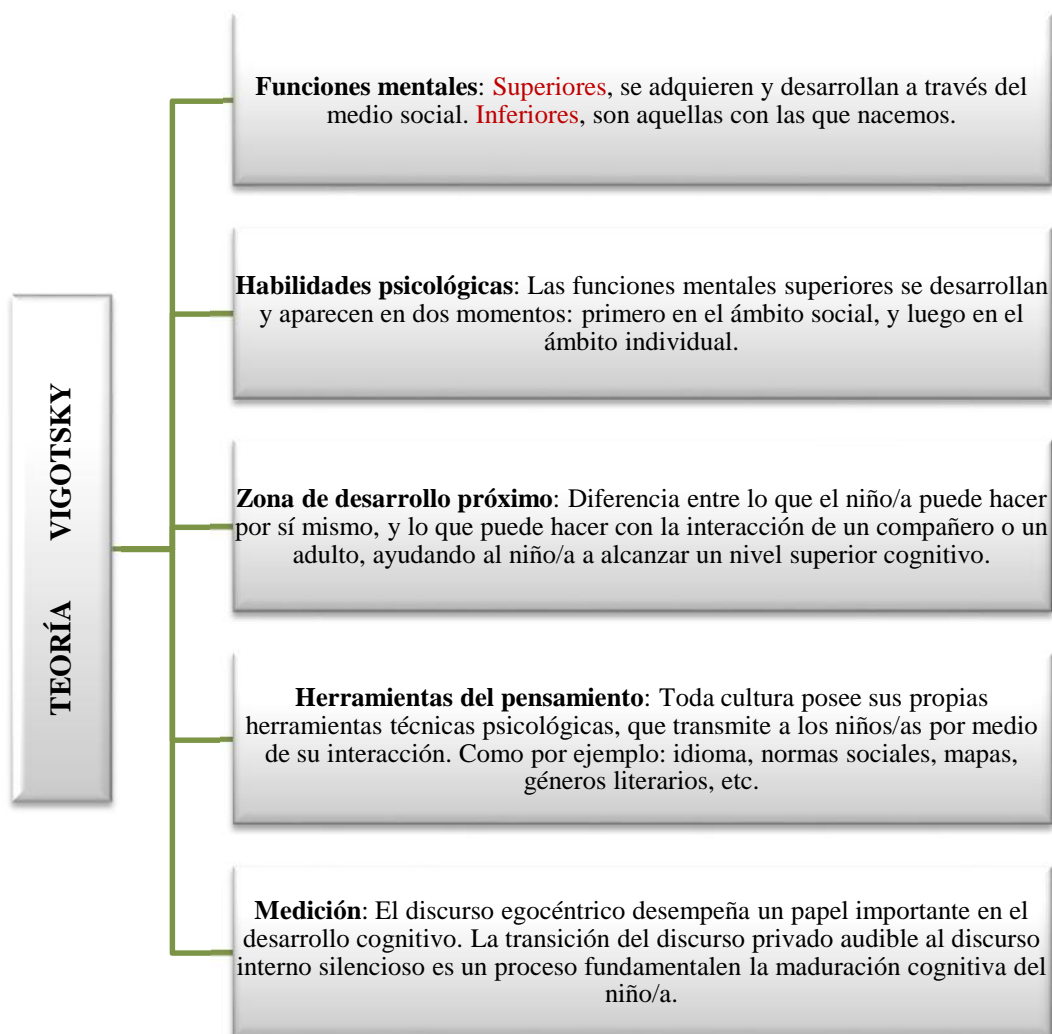 TEORÍA VIGOTSKY
Funciones mentales: Superiores, se adquieren y desarrollan a través del
medio social. Inferiores, son aquellas con las que nacemos.
Habilidades psicológicas: Las funciones mentales superiores se desarrollan
y aparecen en dos momentos: primero en el ámbito social, y luego en el
ámbito individual.
Zona de desarrollo próximo: Diferencia entre lo que el niño/a puede hacer
por sí mismo, y lo que puede hacer con la interacción de un compañero o un
adulto, ayudando al niño/a a alcanzar un nivel superior cognitivo.
Herramientas del pensamiento: Toda cultura posee sus propias
herramientas técnicas psicológicas, que transmite a los niños/as por medio
de su interacción. Como por ejemplo: idioma, normas sociales, mapas,
géneros literarios, etc.
Medición: El discurso egocéntrico desempeña un papel importante en el
desarrollo cognitivo. La transición del discurso privado audible al discurso
interno silencioso es un proceso fundamentalen la maduración cognitiva del
niño/a.